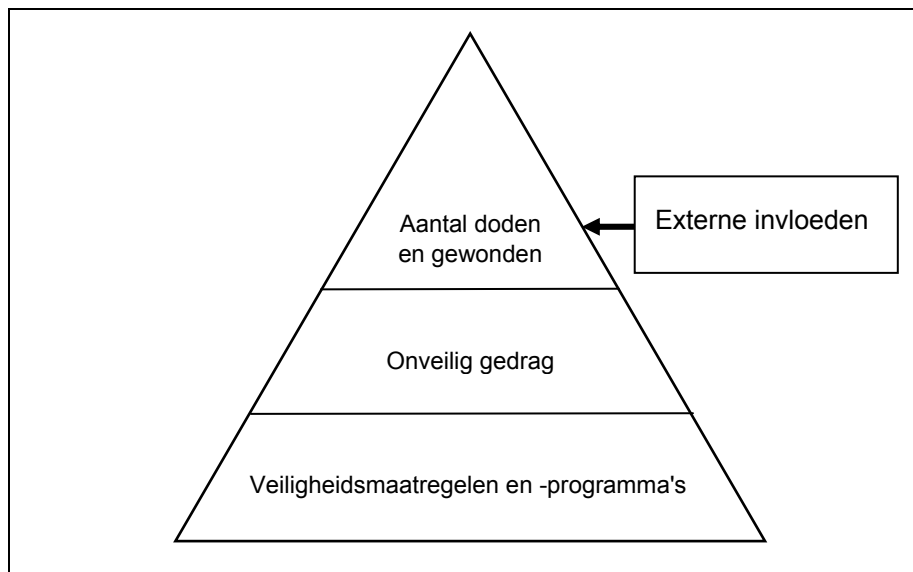 Aantal doden
en gewonden
Externe invloeden
Onveilig gedrag
Veiligheidsmaatregelen en -programma's